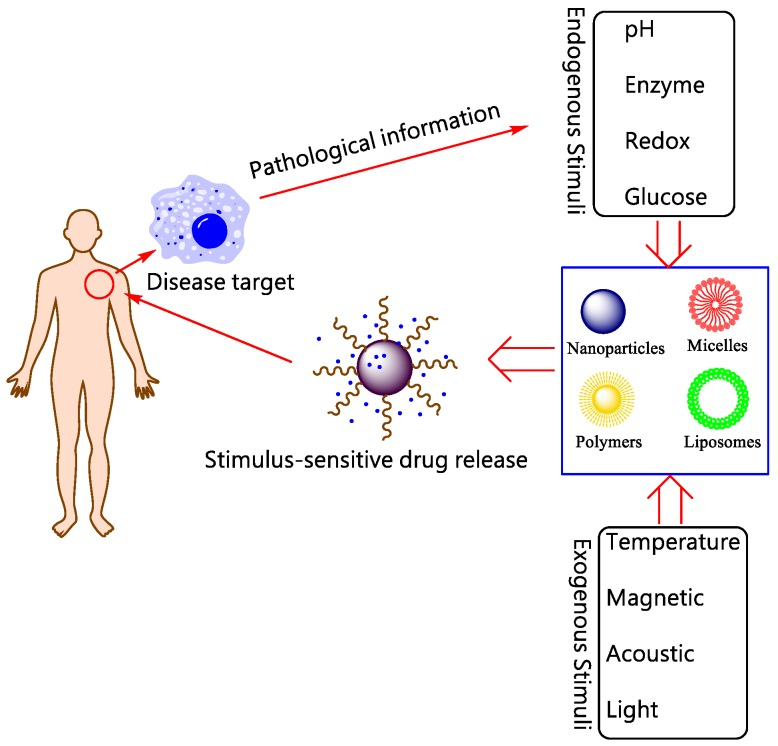 Endogenous Stimuli
pH
Enzyme
Redox
Glucose
Pathological information
Disease target
Nanoparticles
Micelles
Polymers
Liposomes
Stimulus-sensitive drug release
Exogenous Stimuli
Temperature
Magnetic
Acoustic
Light